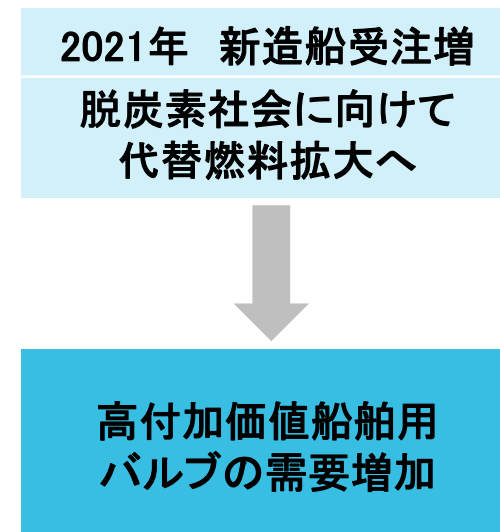 2021年　新造船受注増
脱炭素社会に向けて
代替燃料拡大へ
高付加価値船舶用
バルブの需要増加